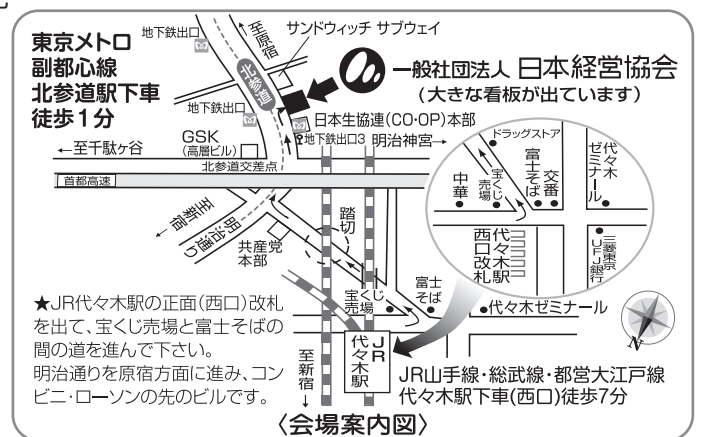 東京メトロ
副都心線
北参道駅下車
徒歩1分
地下鉄出口
至原宿
サンドウィッチ サブウェイ
北参道
一般社団法人 日本経営協会
(大きな看板が出ています)
地下鉄出口
日本生協連(CO・OP)本部
地下鉄出口3
明治神宮→
GSK
(高層ビル)
←至千駄ヶ谷
北参道交差点
首都高速
至新宿
明治通り
共産党
本部
踏切
ドラッグストア
中華
宝くじ
売場
富士そば
交番
代々木
ゼミナール
代々木駅
西口改札
三菱東京
UFJ銀行
宝くじ
売場
富士
そば
代々木ゼミナール
JR
代々木駅
至新宿
N
★JR代々木駅の正面(西口)改札
を出て、宝くじ売場と富士そばの
間の道を進んで下さい。
明治通りを原宿方面に進み、コン
ビニ・ローソンの先のビルです。
JR山手線・総武線・都営大江戸線
代々木駅下車(西口)徒歩7分
〈会場案内図〉